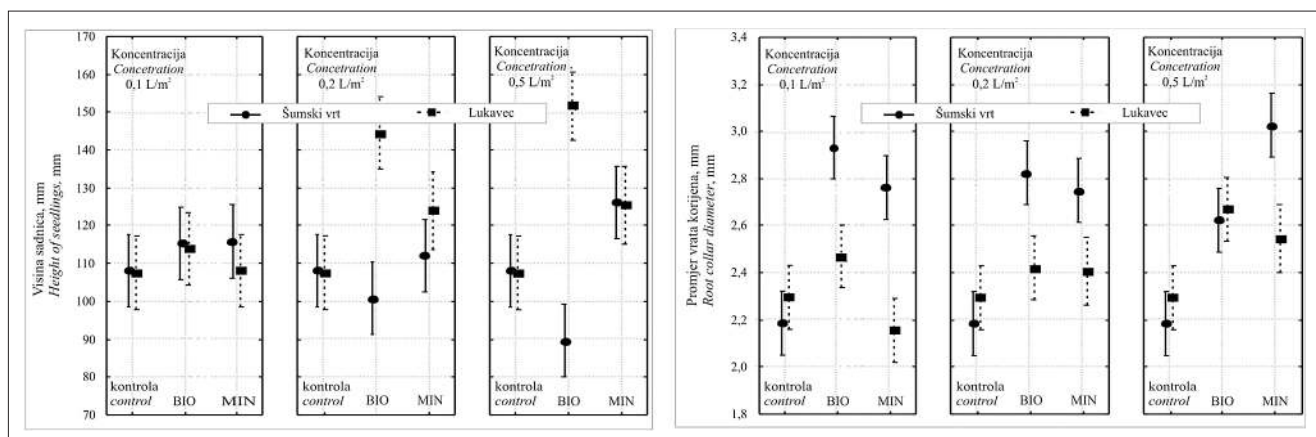 Visina sadnica, mm
Height of seedlings, mm
170
160
150
140
130
120
110
100
90
80
70
Koncentracija
Concetration
0,1 L/m²
kontrola
control
BIO
MIN
Koncentracija
Concetration
0,2 L/m²
kontrola
control
BIO
MIN
Koncentracija
Concetration
0,5 L/m²
kontrola
control
BIO
MIN
Šumski vrt
Lukavec
Promjer vrata korijena, mm
Root collar diameter, mm
3,4
3,2
3,0
2,8
2,6
2,4
2,2
2,0
1,8
Koncentracija
Concetration
0,1 L/m²
kontrola
control
BIO
MIN
Koncentracija
Concetration
0,2 L/m²
kontrola
control
BIO
MIN
Koncentracija
Concetration
0,5 L/m²
kontrola
control
BIO
MIN
Šumski vrt
Lukavec